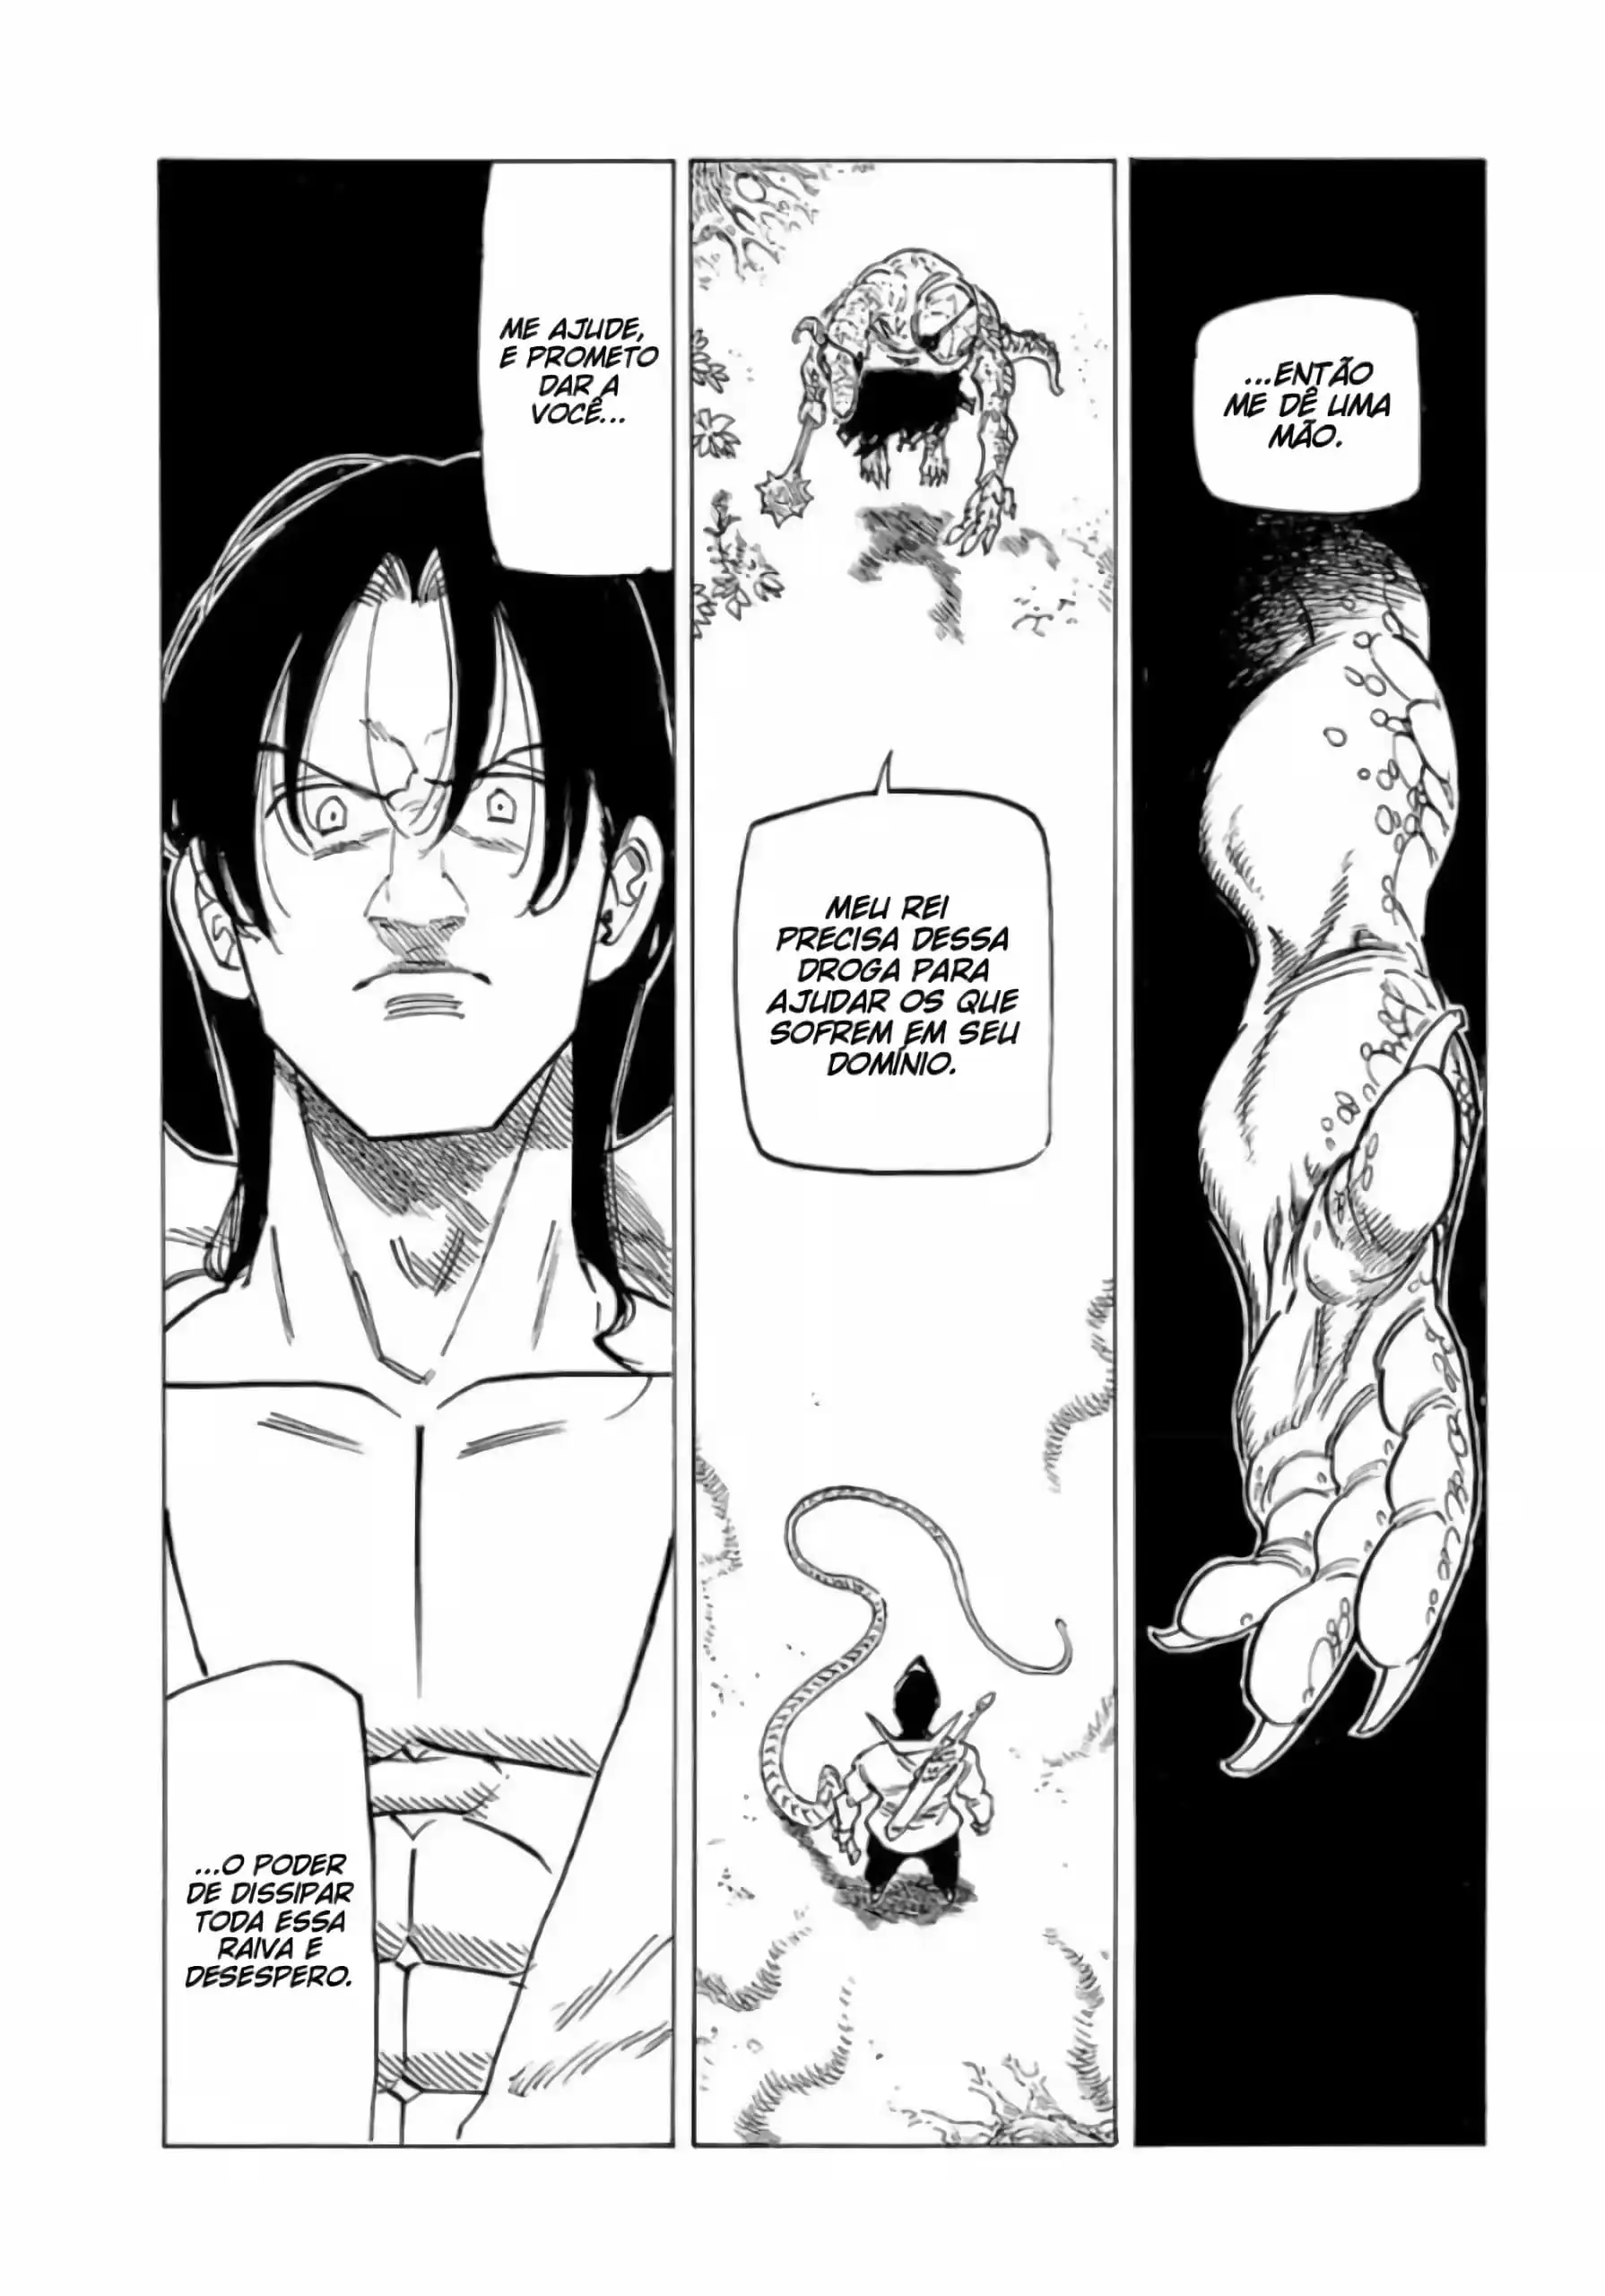 ...ENTÃO
ME DÊ UMA
MÃO.
MEU REI
PRECISA DESSA
DROGA PARA
AJUDAR OS QUE
SOFREM EM SEU
DOMÍNIO.
ME AJUDE,
E PROMETO
DAR A
VOCÊ...
...O PODER
DE DISSIPAR
TODA ESSA
RAIVA E
DESESPERO.